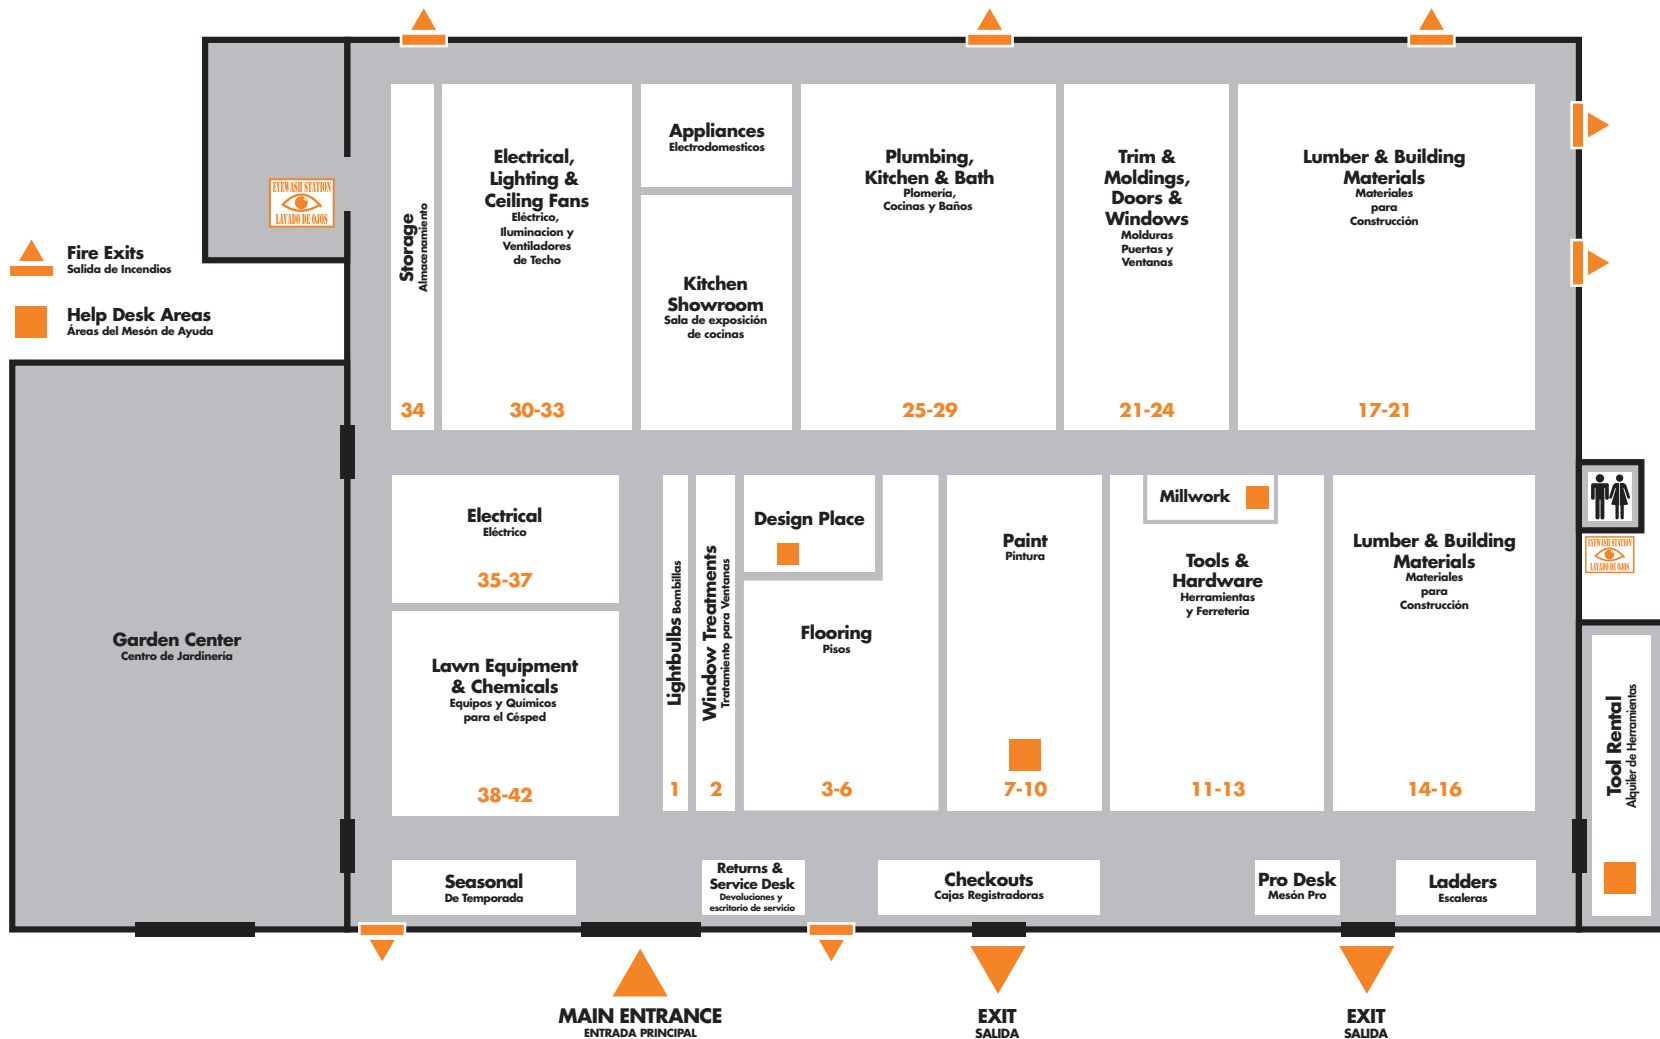 EYEWASH STATION
LAVADO DE OJOS
Fire Exits
Salida de Incendios
Help Desk Areas
Áreas del Mesón de Ayuda
Storage
Almacenamiento
34
Electrical,
Lighting &
Ceiling Fans
Eléctrico,
Iluminacion y
Ventiladores
de Techo
30-33
Appliances
Electrodomesticos
Kitchen
Showroom
Sala de exposición
de cocinas
Plumbing,
Kitchen & Bath
Plomería,
Cocinas y Baños
25-29
Trim &
Moldings,
Doors &
Windows
Molduras
Puertas y
Ventanas
21-24
Lumber & Building
Materials
Materiales
para
Construcción
17-21
Garden Center
Centro de Jardinería
Electrical
Eléctrico
35-37
Lawn Equipment
& Chemicals
Equipos y Químicos
para el Césped
38-42
Lightbulbs Bombillas
1
Window Treatments
Tratamiento para Ventanas
2
Design Place
Flooring
Pisos
3-6
Paint
Pintura
7-10
Millwork
Tools &
Hardware
Herramientas
y Ferreteria
11-13
Lumber & Building
Materials
Materiales
para
Construcción
14-16
EYEWASH STATION
LAVADO DE OJOS
Tool Rental
Alquiler de Herramientas
Seasonal
De Temporada
Returns &
Service Desk
Devoluciones y
escritorio de servicio
Checkouts
Cajas Registradoras
Pro Desk
Mesón Pro
Ladders
Escaleras
MAIN ENTRANCE
ENTRADA PRINCIPAL
EXIT
SALIDA
EXIT
SALIDA